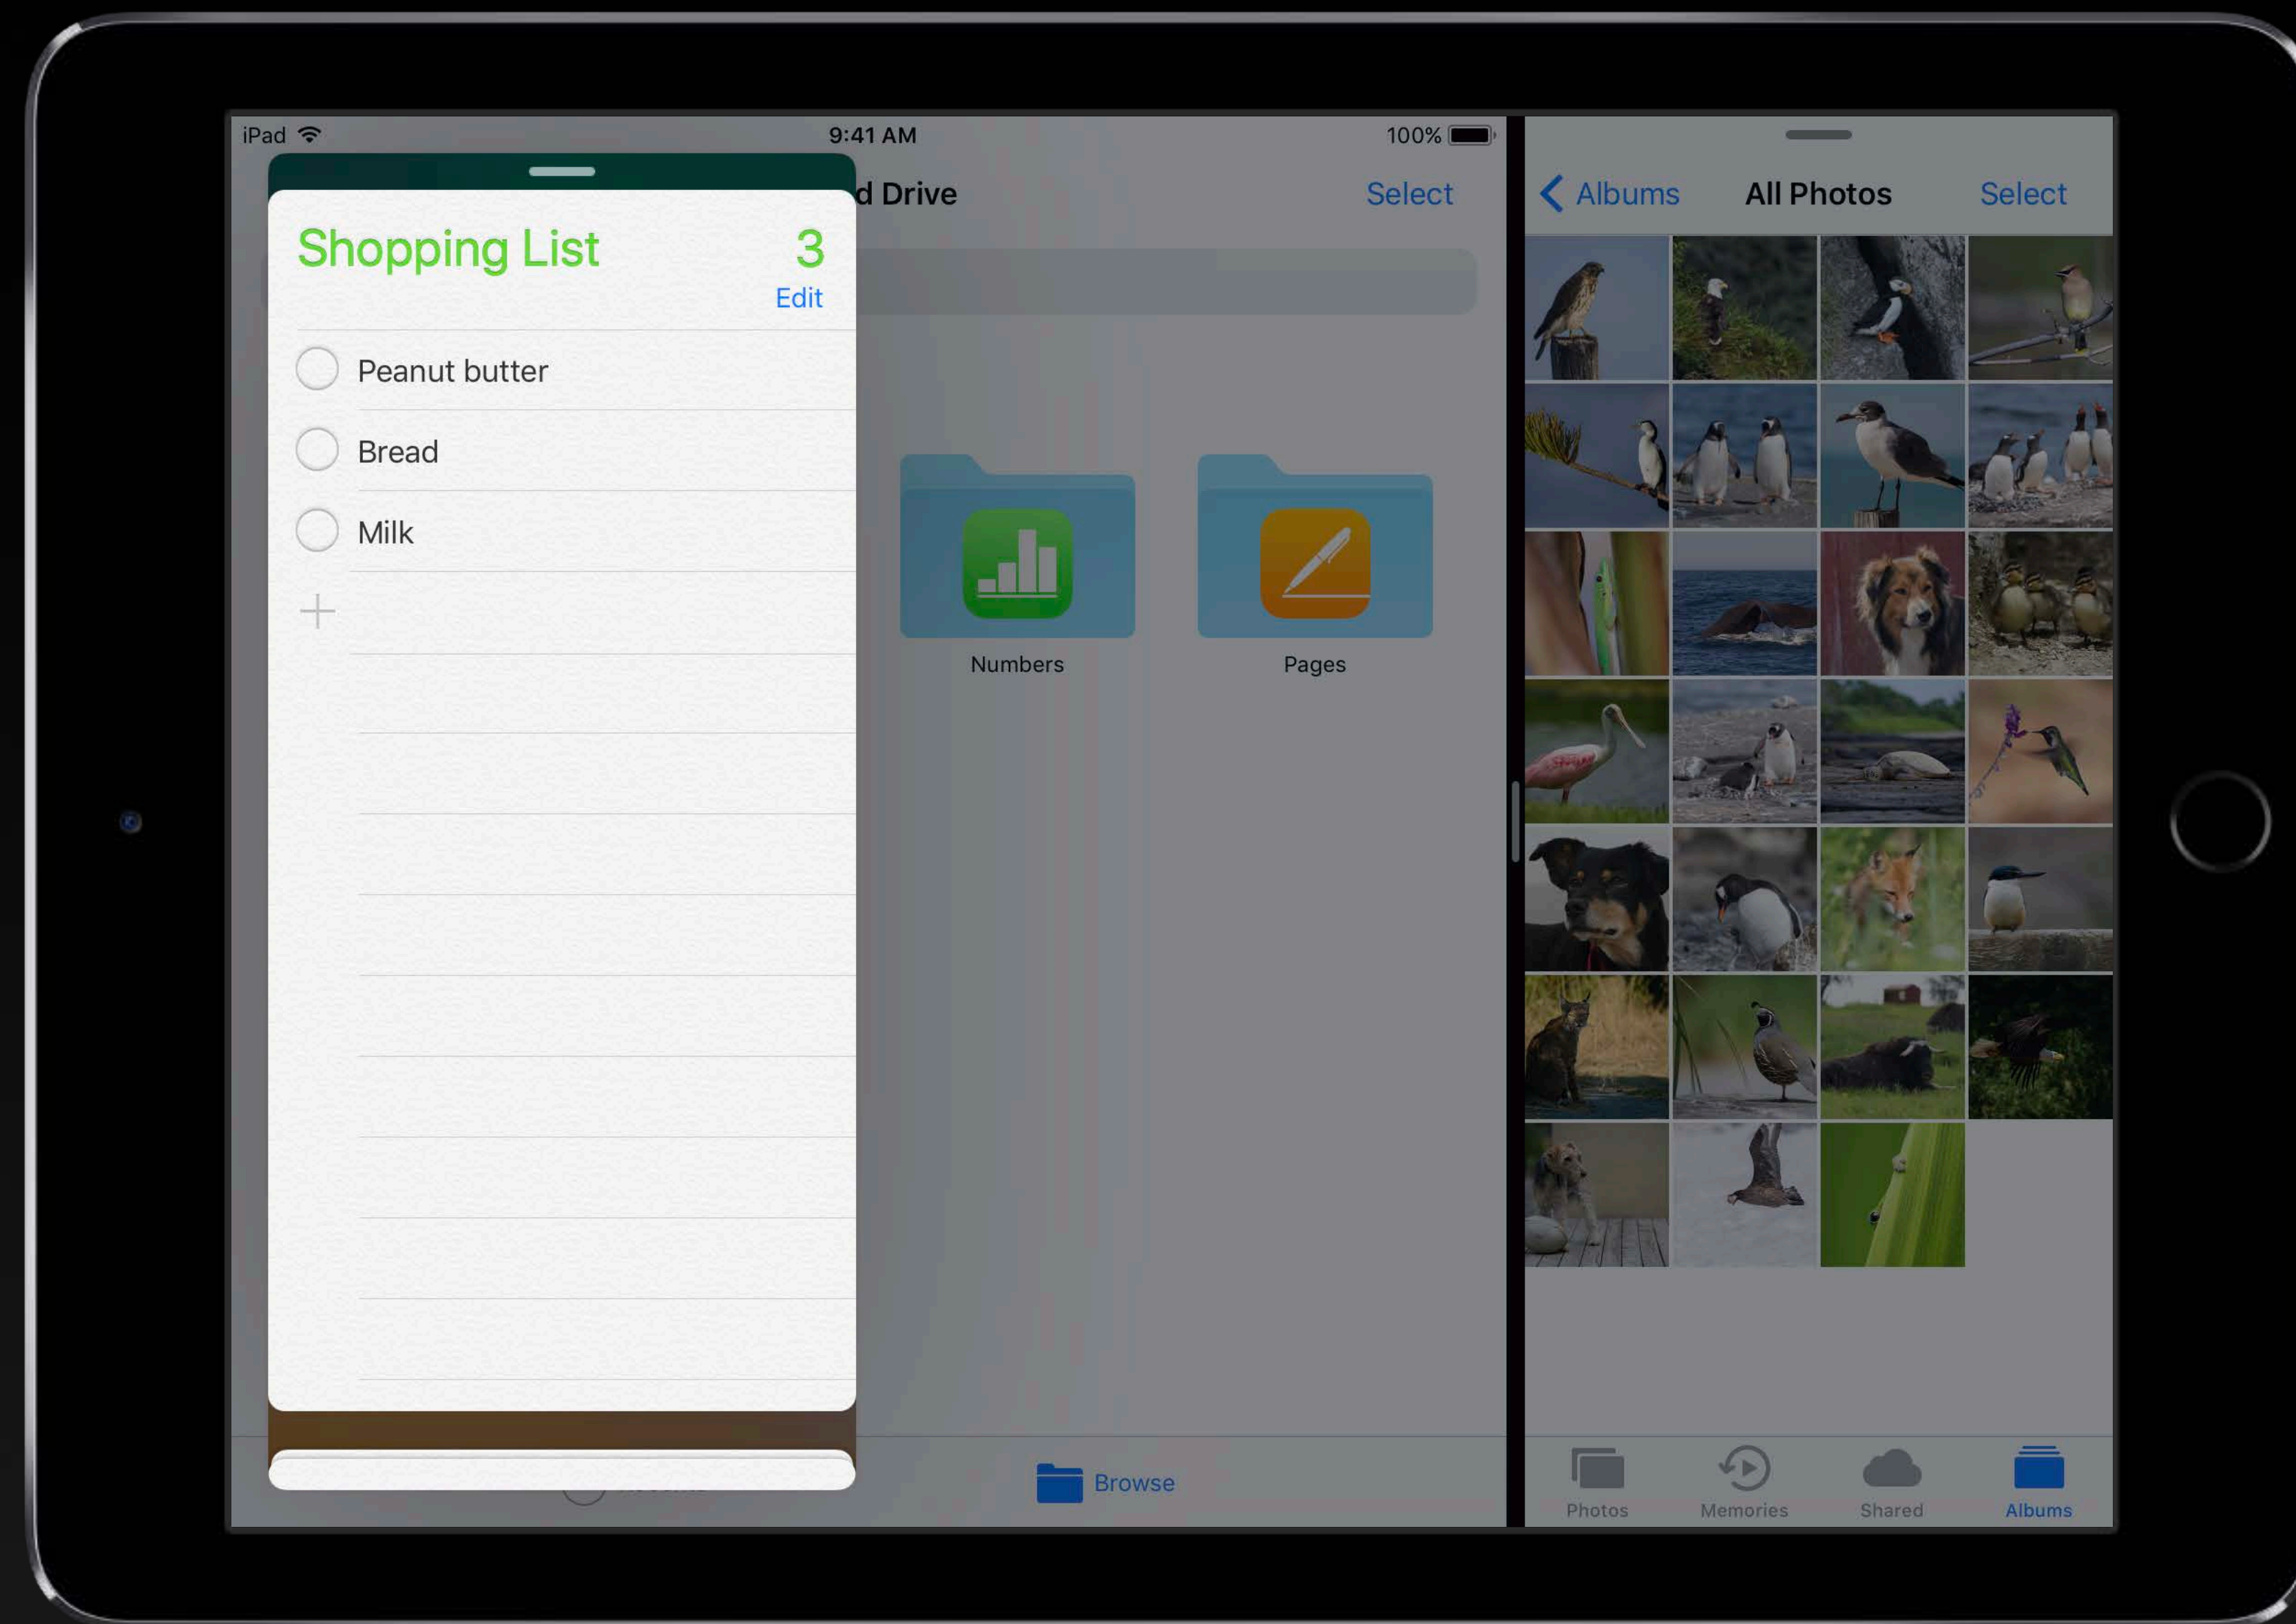 iPad
9:41 AM
100%
d Drive
Select
Shopping List
3
Edit
Peanut butter
Bread
Milk
Numbers
Pages
Browse
Albums
All Photos
Select
Photos
Memories
Shared
Albums